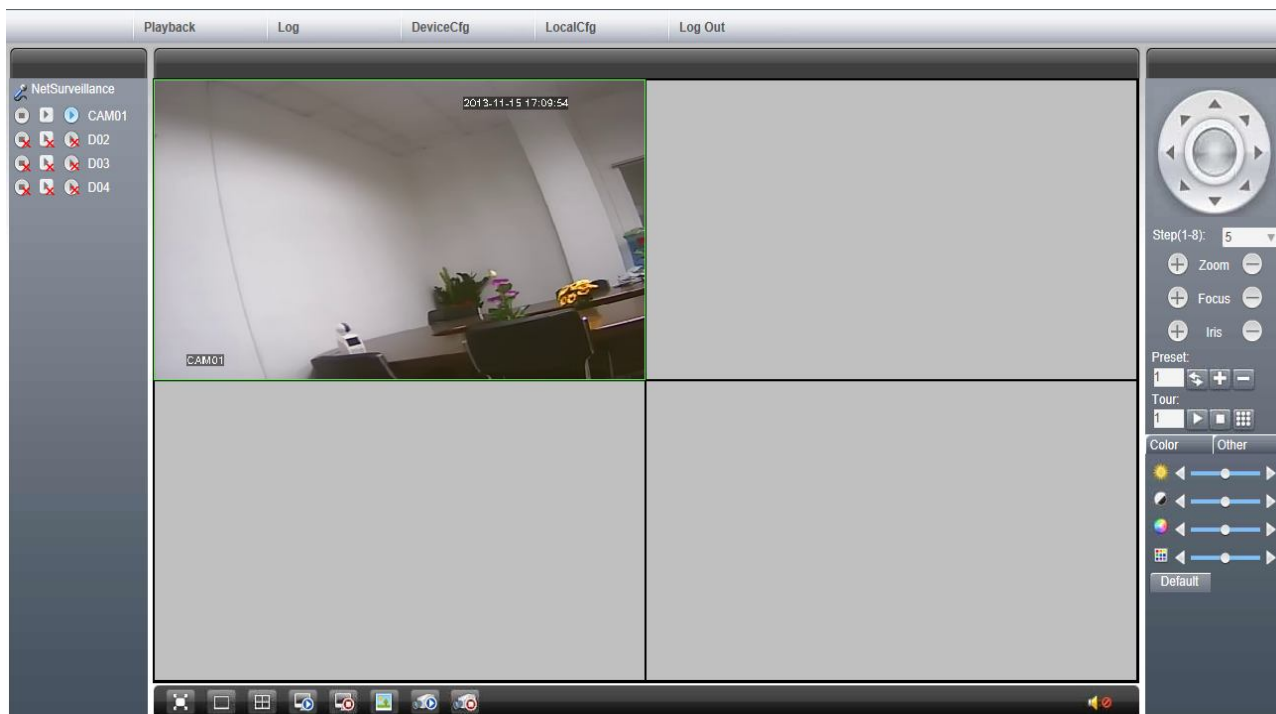 Playback Log DeviceCfg LocalCfg Log Out
NetSurveillance
CAM01
D02
D03
D04
2013-11-15 17:09:54
CAM01
Step(1-8): 5
Zoom
Focus
Iris
Preset:
1
Tour:
1
Color Other
Default